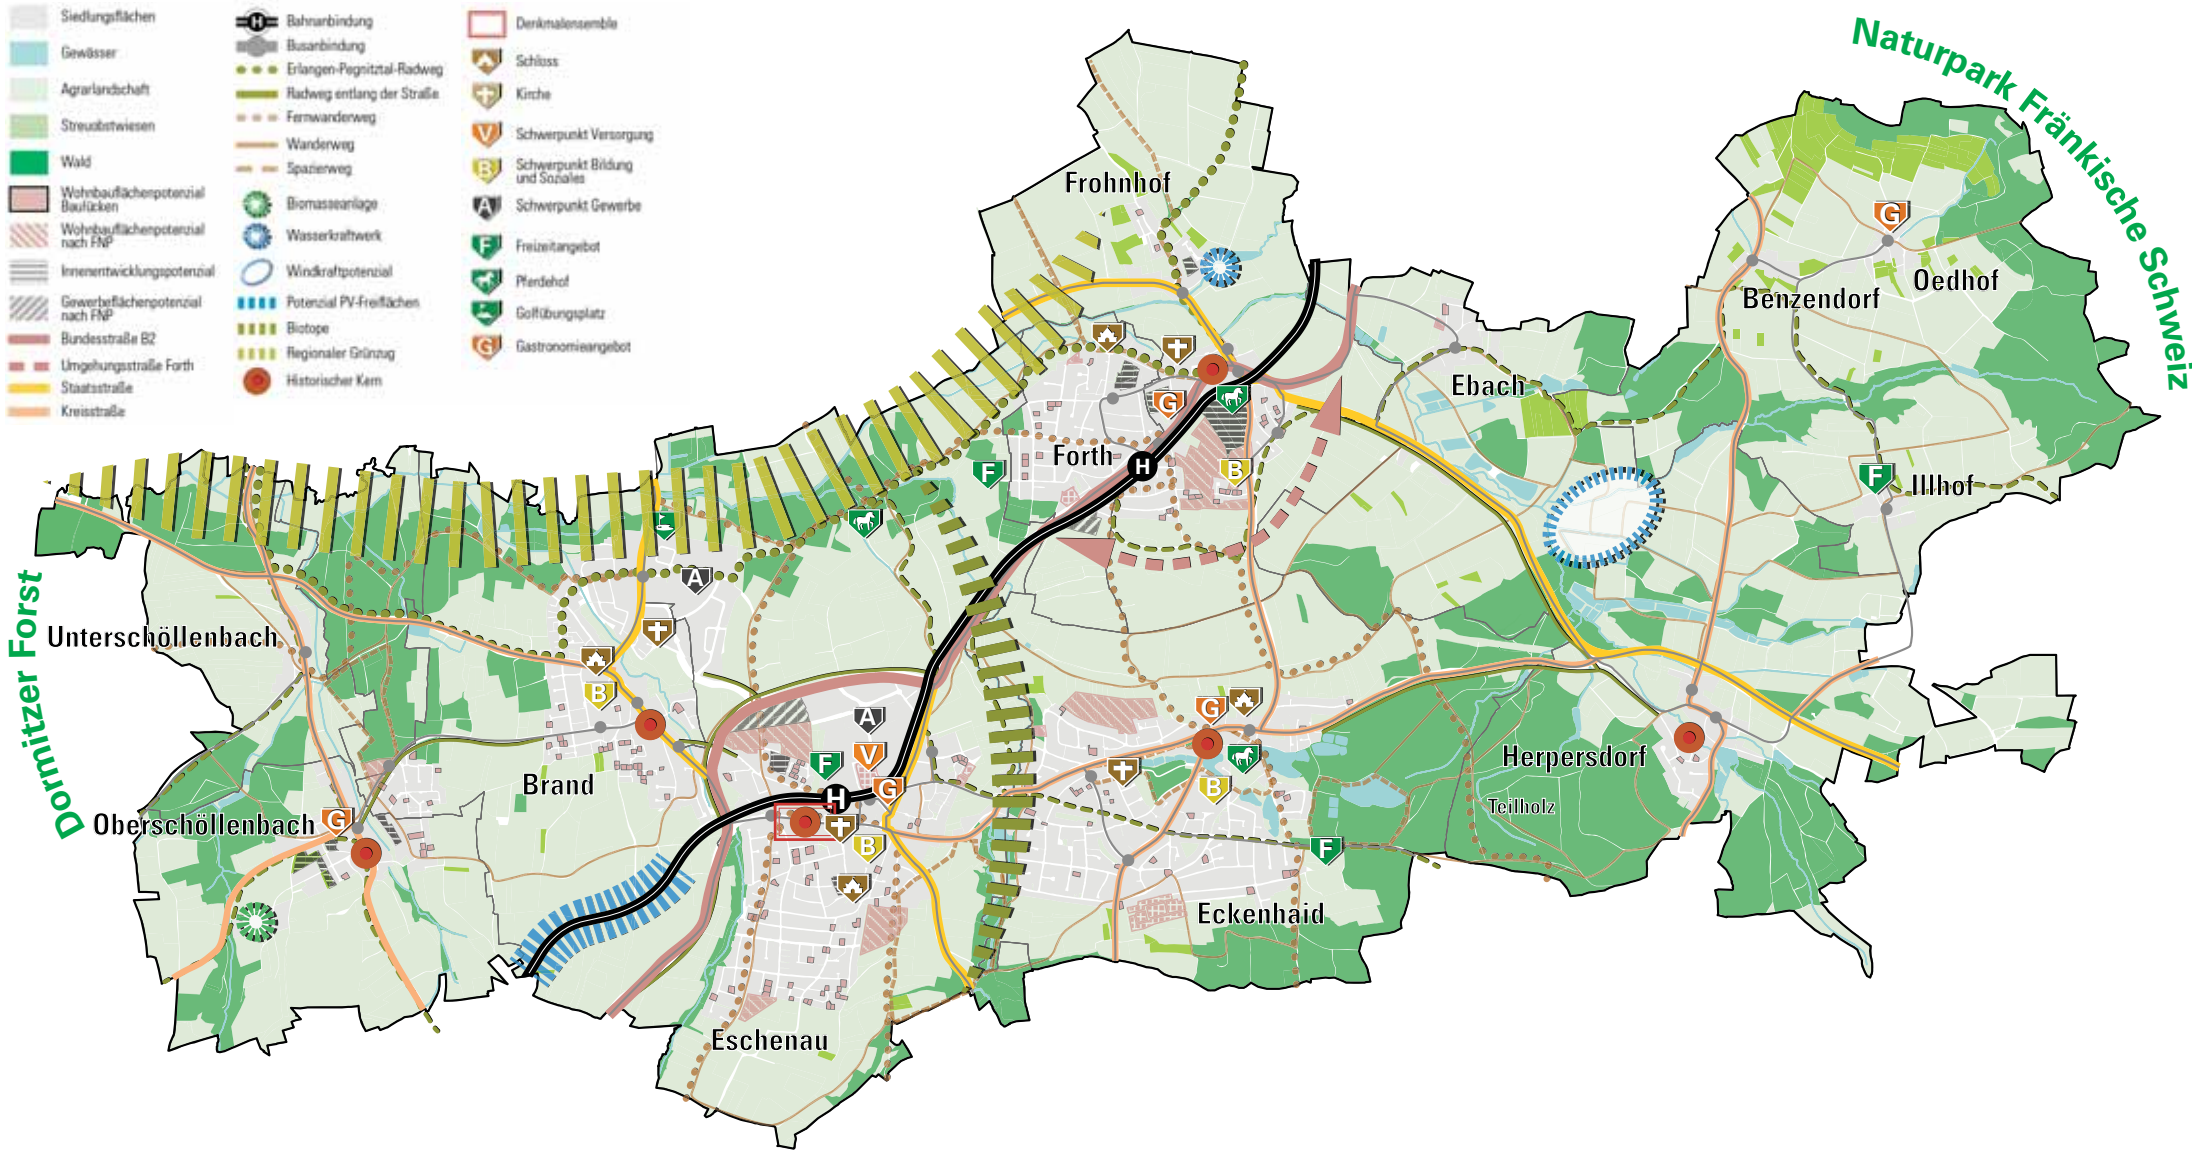 Siedlungsflächen
Gewässer
Agrarlandschaft
Streuobstwiesen
Wald
Wohnbauflächenpotenzial
Baulücken
Wohnbauflächenpotenzial
nach FNP
Innenentwicklungspotenzial
Gewerbeflächenpotenzial
nach FNP
Bundesstraße B2
Umgehungsstraße Forth
Staatsstraße
Kreisstraße
H Bahnanbindung
Busanbindung
Erlangen-Pegnitztal-Radweg
Radweg entlang der Straße
Fernwanderweg
Wanderweg
Spazierweg
Biomasseanlage
Wasserkraftwerk
Windkraftpotenzial
Potenzial PV-Freiflächen
Biotope
Regionaler Grünzug
Historischer Kern
Denkmalensemble
Schloss
Kirche
V Schwerpunkt Versorgung
B Schwerpunkt Bildung
und Soziales
A Schwerpunkt Gewerbe
F Freizeitangebot
Pferdehof
Golfübungsplatz
G Gastronomieangebot
Naturpark Fränkische Schweiz
Dormitzer Forst
Frohnhof
G
Oedhof
Benzendorf
Ebach
G
Forth
H
B
F
F
Illhof
A
Unterschöllenbach
B
Brand
G
Oberschöllenbach
A
V
F
G
H
B
Eschenau
G
B
F
Eckenhaid
Herpersdorf
Teilholz